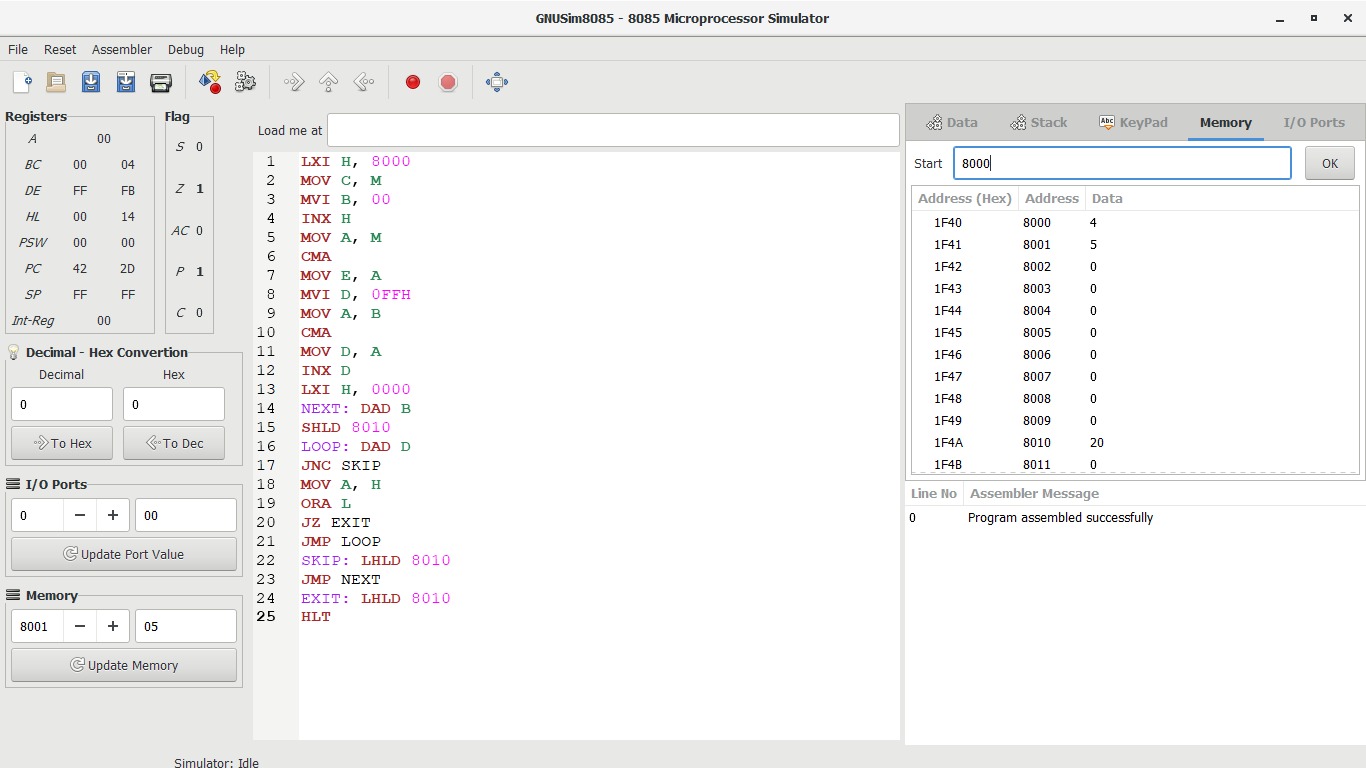 GNUSim8085 - 8085 Microprocessor Simulator
File Reset Assembler Debug Help
Registers
A 00
BC 00 04
DE FF FB
HL 00 14
PSW 00 00
PC 42 2D
SP FF FF
Int-Reg 00
Flag
S 0
Z 1
AC 0
P 1
C 0
Decimal - Hex Convertion
Decimal Hex
0 0
To Hex To Dec
I/O Ports
0 − + 00
Update Port Value
Memory
8001 − + 05
Update Memory
Load me at
1 LXI H, 8000
2 MOV C, M
3 MVI B, 00
4 INX H
5 MOV A, M
6 CMA
7 MOV E, A
8 MVI D, 0FFH
9 MOV A, B
10 CMA
11 MOV D, A
12 INX D
13 LXI H, 0000
14 NEXT: DAD B
15 SHLD 8010
16 LOOP: DAD D
17 JNC SKIP
18 MOV A, H
19 ORA L
20 JZ EXIT
21 JMP LOOP
22 SKIP: LHLD 8010
23 JMP NEXT
24 EXIT: LHLD 8010
25 HLT
Data Stack Abc KeyPad Memory I/O Ports
Start 8000 OK
Address (Hex) Address Data
1F40 8000 4
1F41 8001 5
1F42 8002 0
1F43 8003 0
1F44 8004 0
1F45 8005 0
1F46 8006 0
1F47 8007 0
1F48 8008 0
1F49 8009 0
1F4A 8010 20
1F4B 8011 0
Line No Assembler Message
0 Program assembled successfully
Simulator: Idle